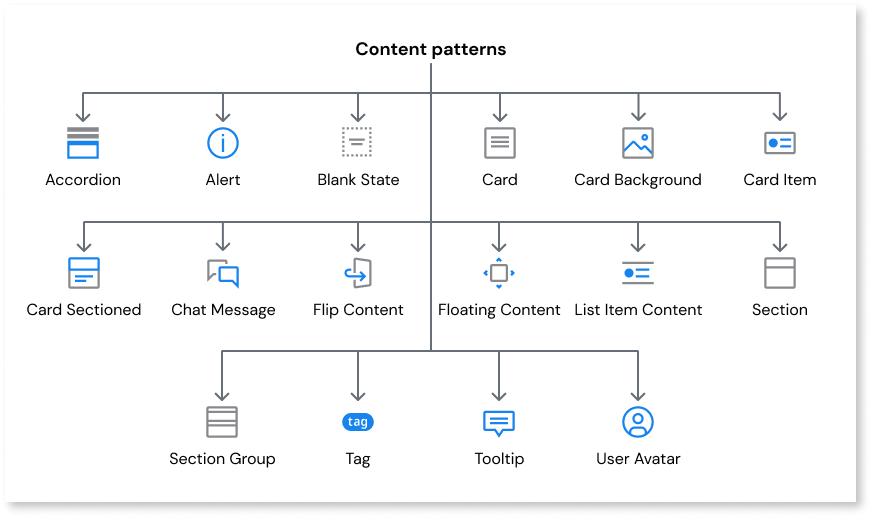 Content patterns
Accordion
Alert
Blank State
Card
Card Background
Card Item
Card Sectioned
Chat Message
Flip Content
Floating Content
List Item Content
Section
tag
Section Group
Tag
Tooltip
User Avatar